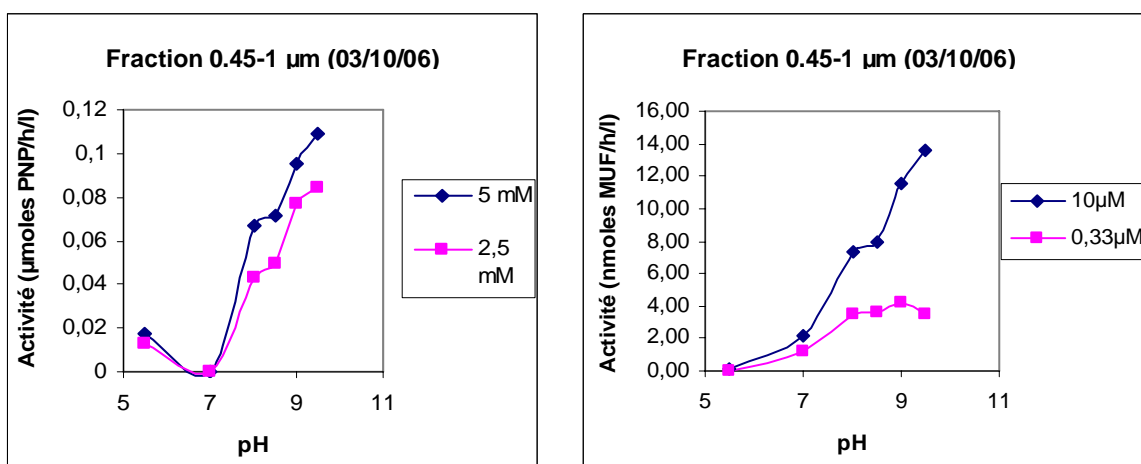 Fraction 0.45-1 µm (03/10/06)
Activité (µmoles PNP/h/l)
0,12
0,1
0,08
0,06
0,04
0,02
0
5
7
9
11
pH
5 mM
2,5
mM
Fraction 0.45-1 µm (03/10/06)
Activité (nmoles MUF/h/l)
16,00
14,00
12,00
10,00
8,00
6,00
4,00
2,00
0,00
5
7
9
11
pH
10µM
0,33µM